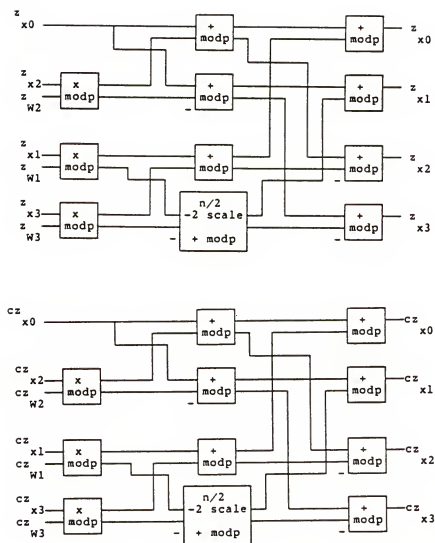 z
x0
+
modp
+
modp
z
x0
z
x2
z
W2
x
modp
+
modp
-
+
modp
z
x1
z
x1
z
W1
x
modp
+
modp
+
modp
-
z
x2
z
x3
z
W3
x
modp
n/2
-2 scale
+ modp
-
+
modp
-
z
x3
cz
x0
+
modp
+
modp
cz
x0
cz
x2
cz
W2
x
modp
+
modp
-
+
modp
cz
x1
cz
x1
cz
W1
x
modp
+
modp
+
modp
-
cz
x2
cz
x3
cz
W3
x
modp
n/2
-2 scale
+ modp
-
+
modp
-
cz
x3